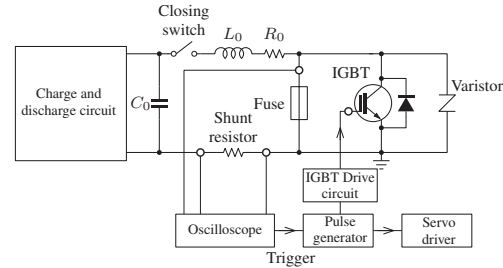 Closing
switch
L0
R0
IGBT
Varistor
Charge and
discharge circuit
C0
Fuse
Shunt
resistor
IGBT Drive
circuit
Oscilloscope
Pulse
generator
Servo
driver
Trigger